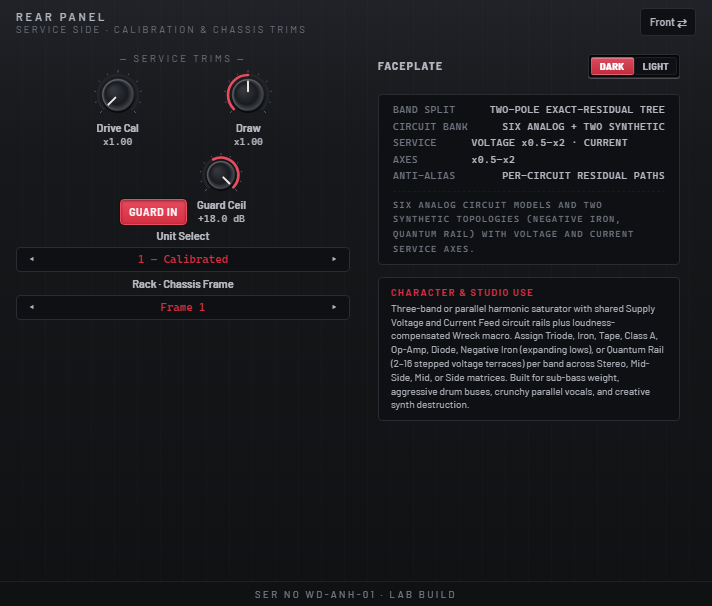 REAR PANEL
SERVICE SIDE · CALIBRATION & CHASSIS TRIMS
Front ⇄
— SERVICE TRIMS —
Drive Cal
x1.00
Draw
x1.00
GUARD IN
Guard Ceil
+18.0 dB
Unit Select
◂ 1 — Calibrated ▸
Rack · Chassis Frame
◂ Frame 1 ▸
FACEPLATE
DARK LIGHT
BAND SPLIT TWO-POLE EXACT-RESIDUAL TREE
CIRCUIT BANK SIX ANALOG + TWO SYNTHETIC
SERVICE VOLTAGE x0.5–x2 · CURRENT
AXES x0.5–x2
ANTI-ALIAS PER-CIRCUIT RESIDUAL PATHS
SIX ANALOG CIRCUIT MODELS AND TWO
SYNTHETIC TOPOLOGIES (NEGATIVE IRON,
QUANTUM RAIL) WITH VOLTAGE AND CURRENT
SERVICE AXES.
CHARACTER & STUDIO USE
Three-band or parallel harmonic saturator with shared Supply
Voltage and Current Feed circuit rails plus loudness-
compensated Wreck macro. Assign Triode, Iron, Tape, Class A,
Op-Amp, Diode, Negative Iron (expanding lows), or Quantum Rail
(2–16 stepped voltage terraces) per band across Stereo, Mid-
Side, Mid, or Side matrices. Built for sub-bass weight,
aggressive drum buses, crunchy parallel vocals, and creative
synth destruction.
SER NO WD-ANH-01 · LAB BUILD